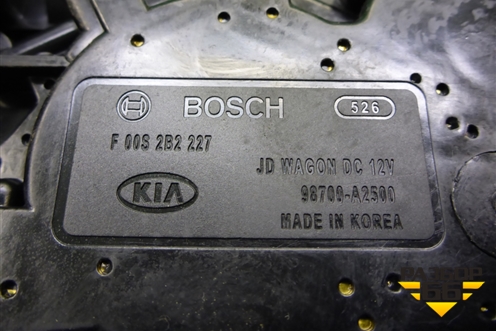 BOSCH 526
F 00S 2B2 227
JD WAGON DC 12V
KIA 98700-A2500
MADE IN KOREA